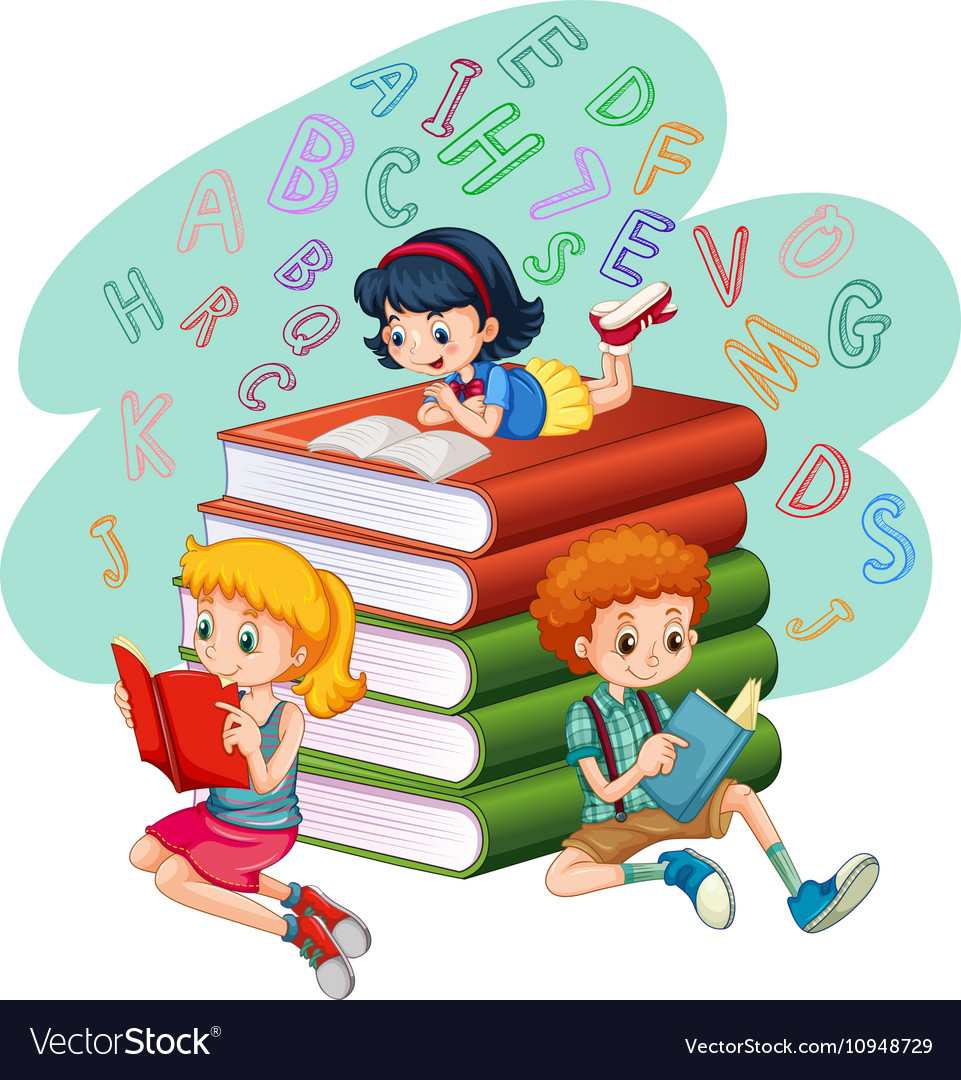 A I E D
B C H L F
A B S E V O
H R Q M G
C
K D
J S
J
VectorStock®
VectorStock.com/10948729